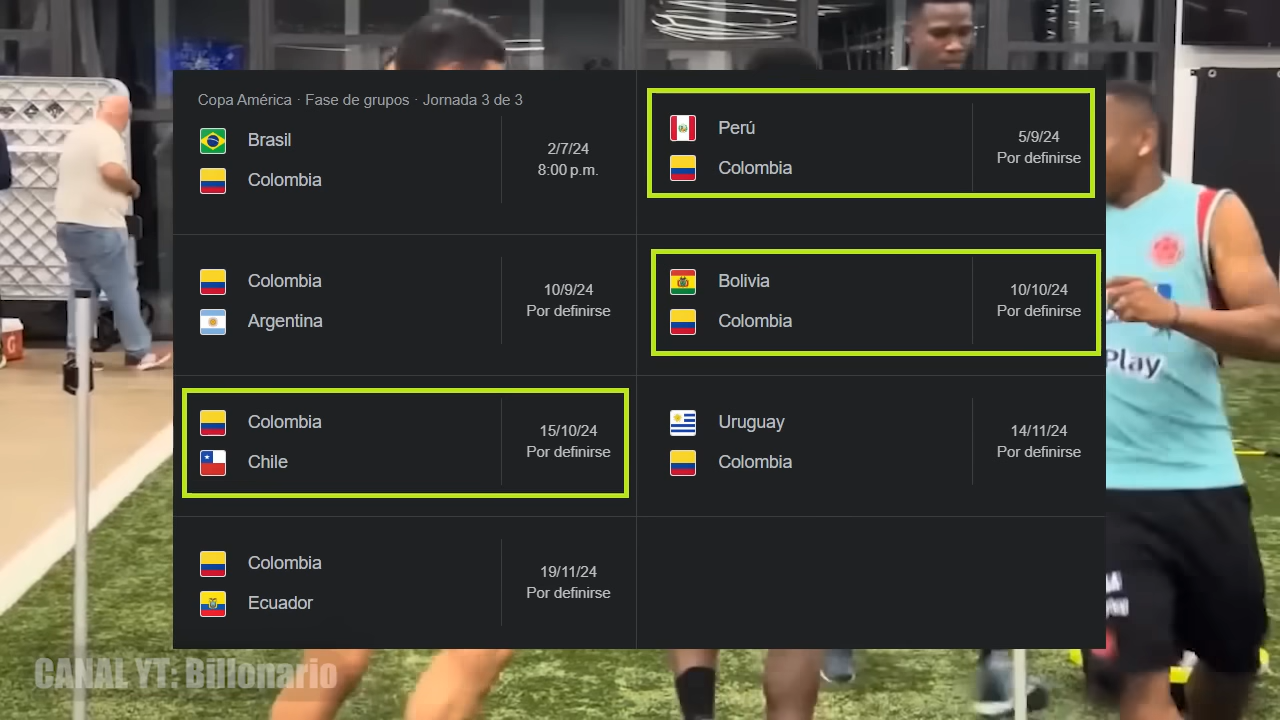 Copa América · Fase de grupos · Jornada 3 de 3
Brasil
Colombia
2/7/24
8:00 p.m.
Perú
Colombia
5/9/24
Por definirse
Colombia
Argentina
10/9/24
Por definirse
Bolivia
Colombia
10/10/24
Por definirse
Colombia
Chile
15/10/24
Por definirse
Uruguay
Colombia
14/11/24
Por definirse
Colombia
Ecuador
19/11/24
Por definirse
Play
G
CANAL YT: Billonario